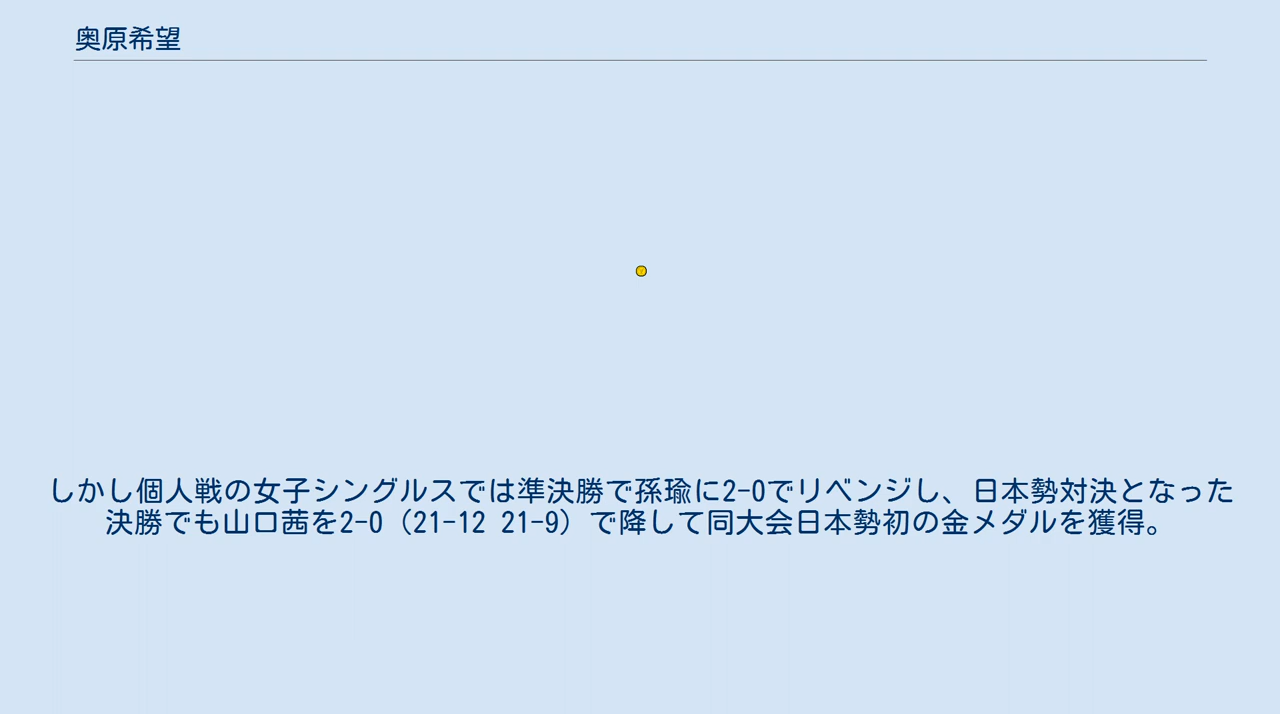 奥原希望
しかし個人戦の女子シングルスでは準決勝で孫瑜に2-0でリベンジし、日本勢対決となった
決勝でも山口茜を2-0（21-12 21-9）で降して同大会日本勢初の金メダルを獲得。